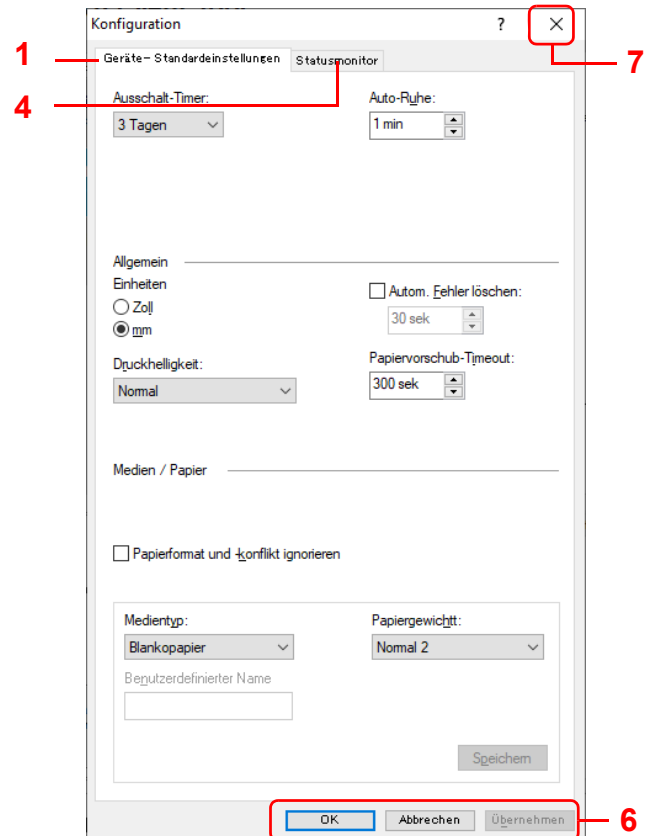 Konfiguration ?
1 Geräte- Standardeinstellungen Statusmonitor 7
4
Ausschalt-Timer: Auto-Ruhe:
3 Tagen 1 min
Allgemein
Einheiten
Autom. Fehler löschen:
Zoll
30 sek
mm
Druckhelligkeit: Papiervorschub-Timeout:
Normal 300 sek
Medien / Papier
Papierformat und -konflikt ignorieren
Medientyp: Papiergewichtt:
Blankopapier Normal 2
Benutzerdefinierter Name
Speichern
OK Abbrechen Übernehmen 6